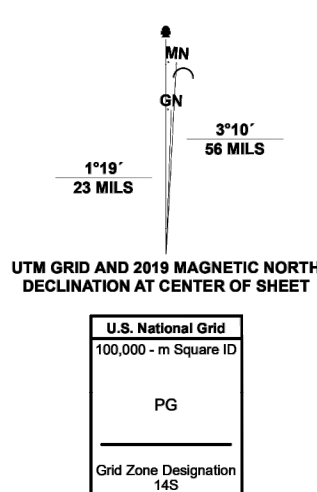 MN
GN
3°10´
56 MILS
1°19´
23 MILS
UTM GRID AND 2019 MAGNETIC NORTH
DECLINATION AT CENTER OF SHEET
U.S. National Grid
100,000 - m Square ID
PG
Grid Zone Designation
14S